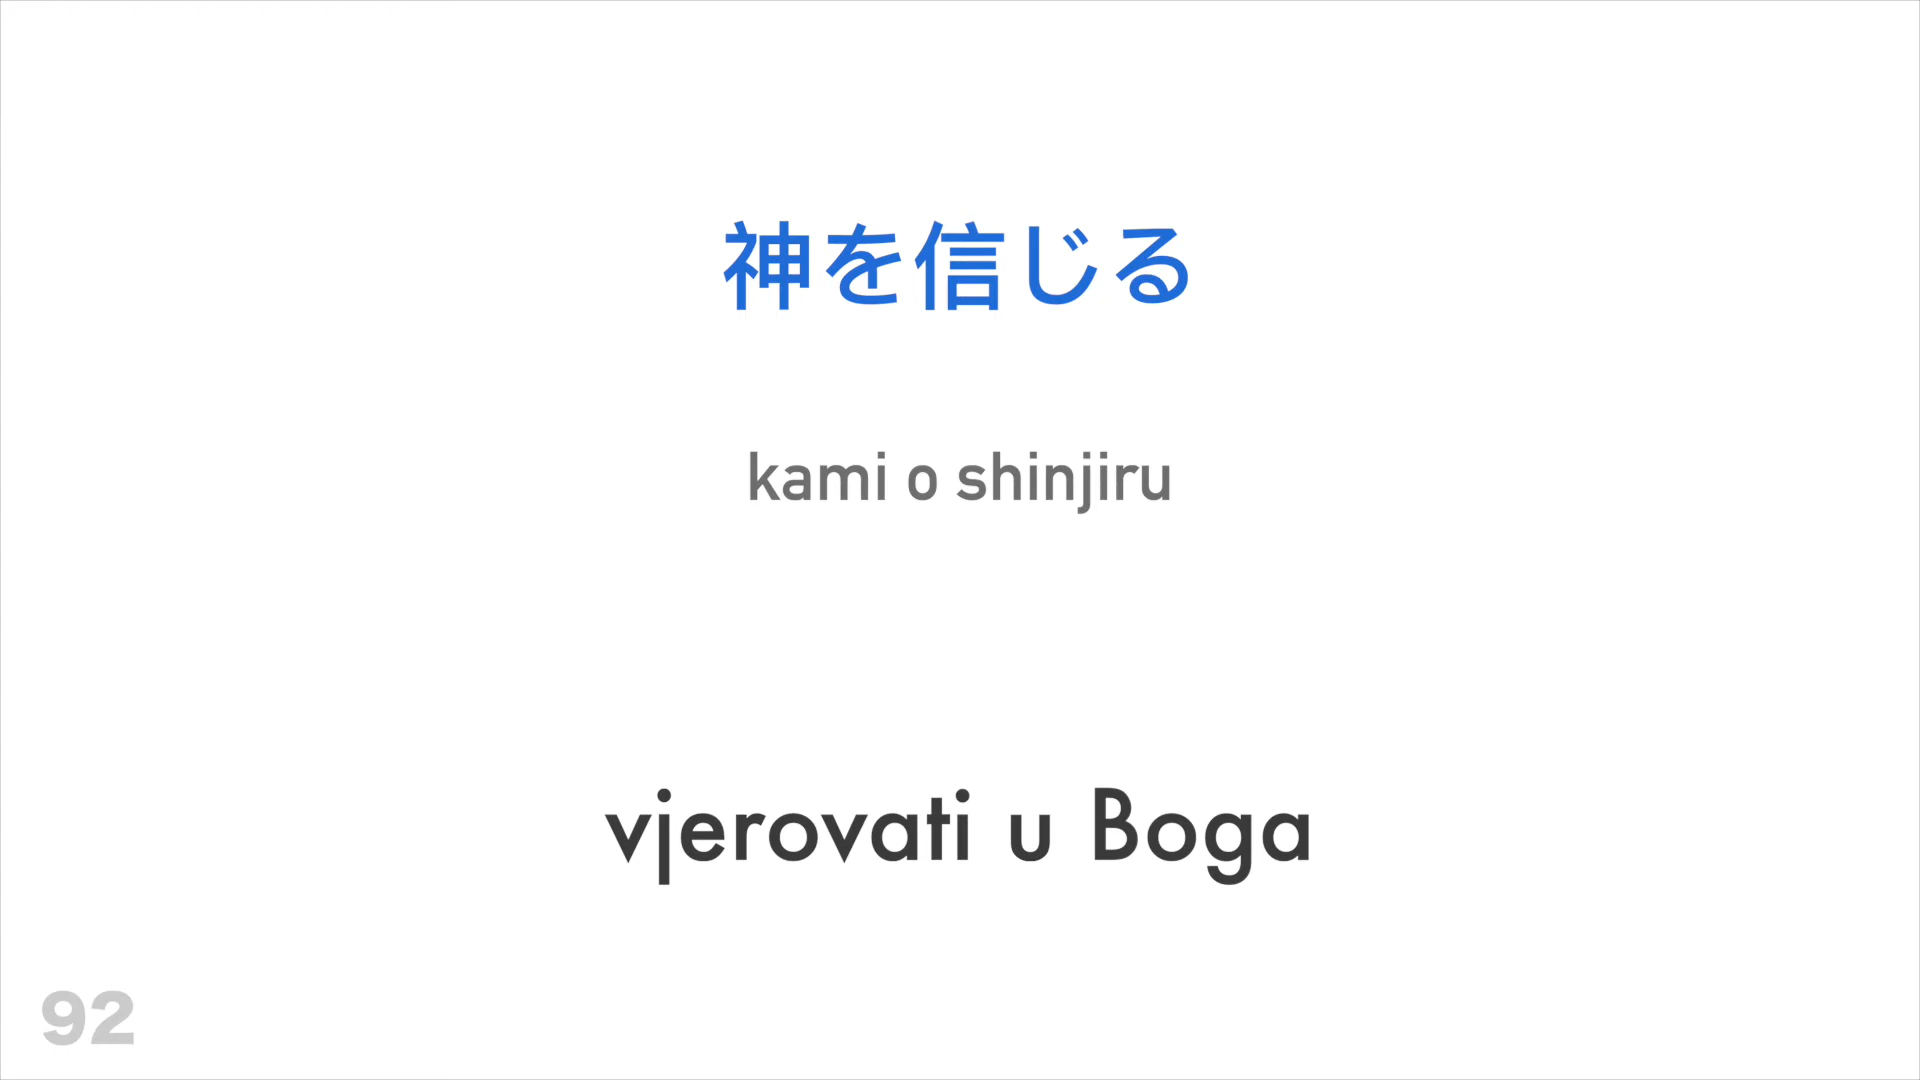 神を信じる
kami o shinjiru
vjerovati u Boga
92